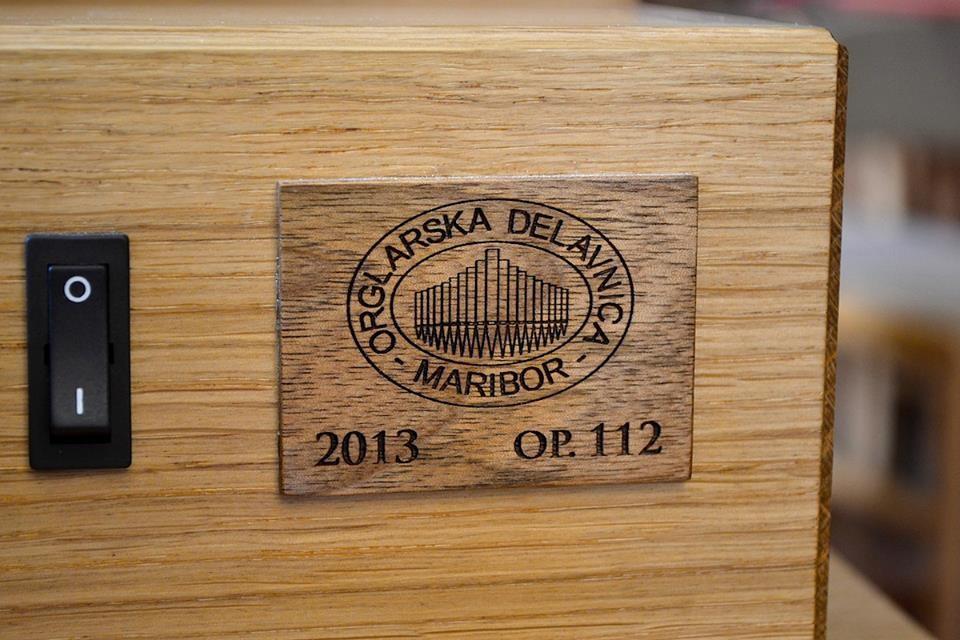 ORGLARSKA DELAVNICA
- MARIBOR -
2013 OP. 112
O
I